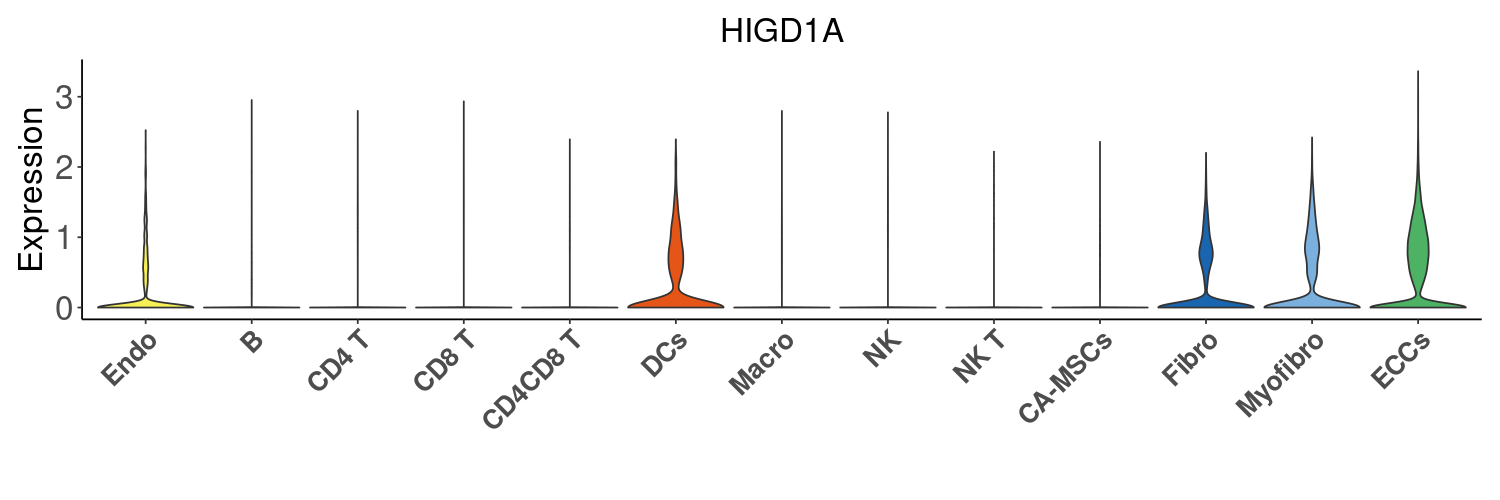 HIGD1A
Expression
3
2
1
0
Endo
B
CD4 T
CD8 T
CD4CD8 T
DCs
Macro
NK
NK T
CA-MSCs
Fibro
Myofibro
ECCs